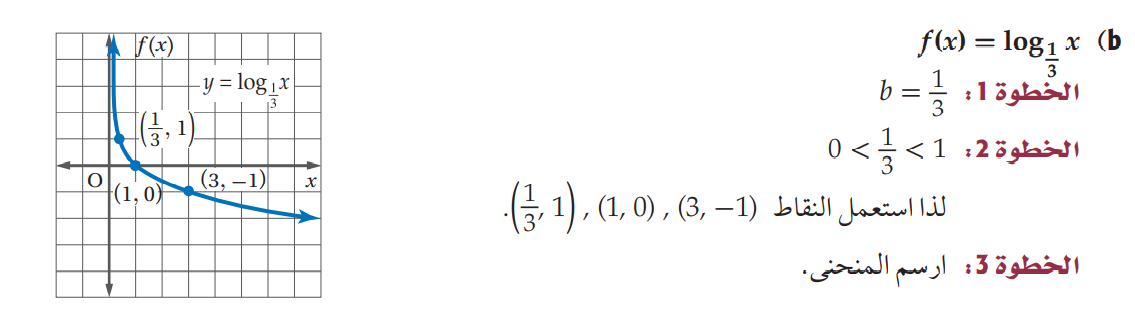 b) f(x) = log_{1/3} x
الخطوة 1: b = 1/3
الخطوة 2: 0 < 1/3 < 1
لذا استعمل النقاط (3, −1) , (1, 0) , (1/3, 1).
الخطوة 3: ارسم المنحنى.
f(x)
y = log_{1/3} x
(1/3, 1)
O
(1, 0)
(3, −1)
x